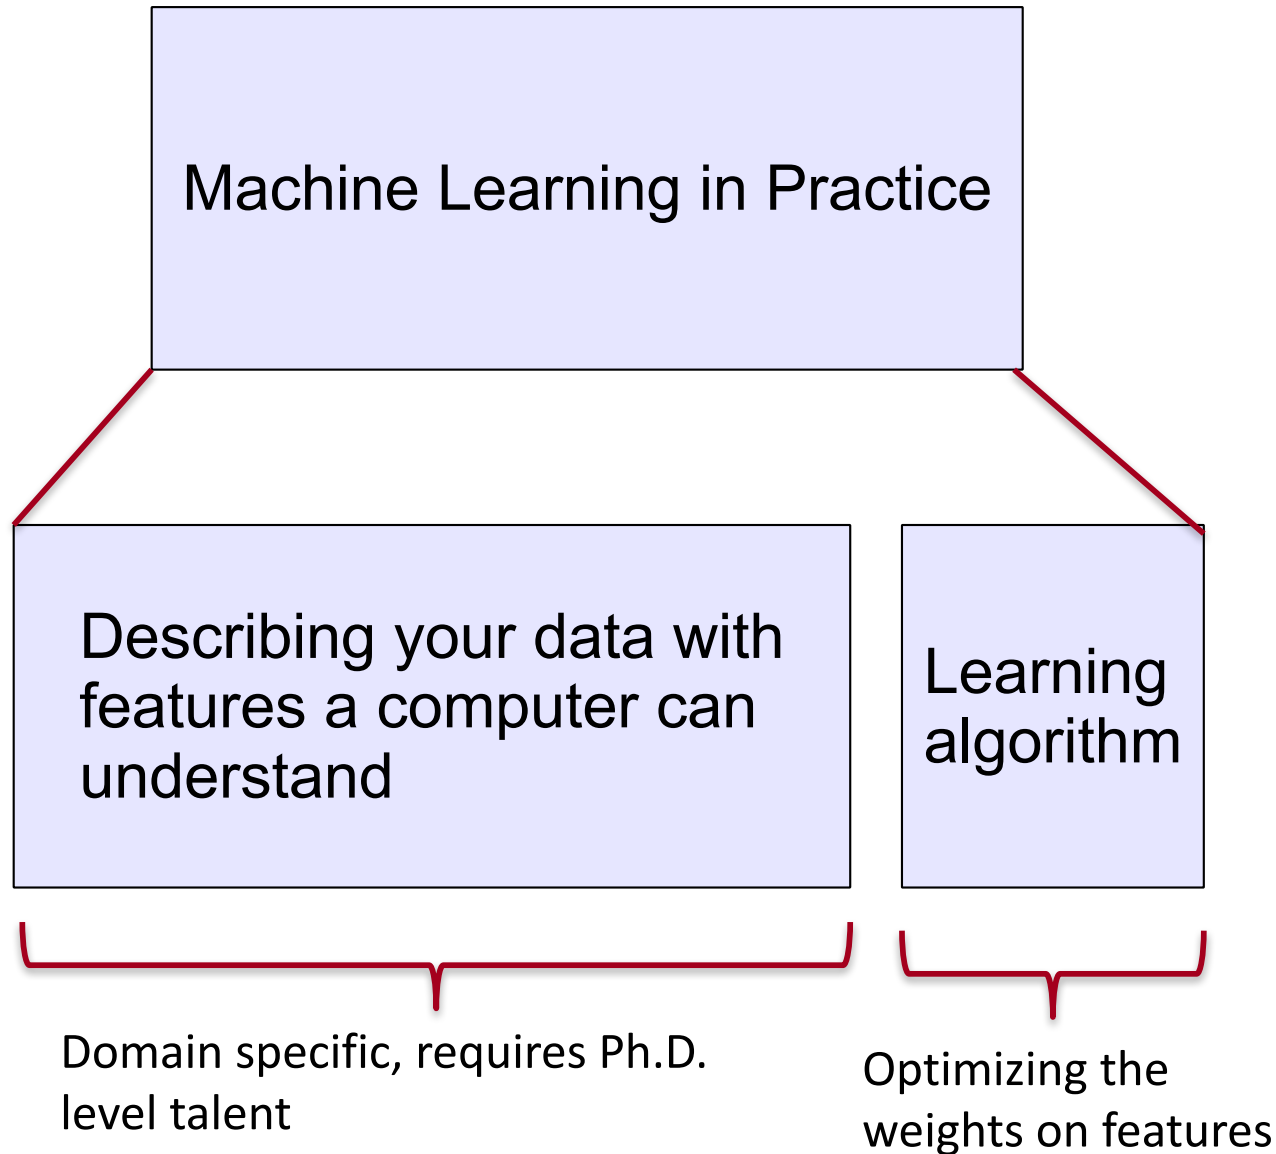 Machine Learning in Practice
Describing your data with
features a computer can
understand
Learning
algorithm
Domain specific, requires Ph.D.
level talent
Optimizing the
weights on features